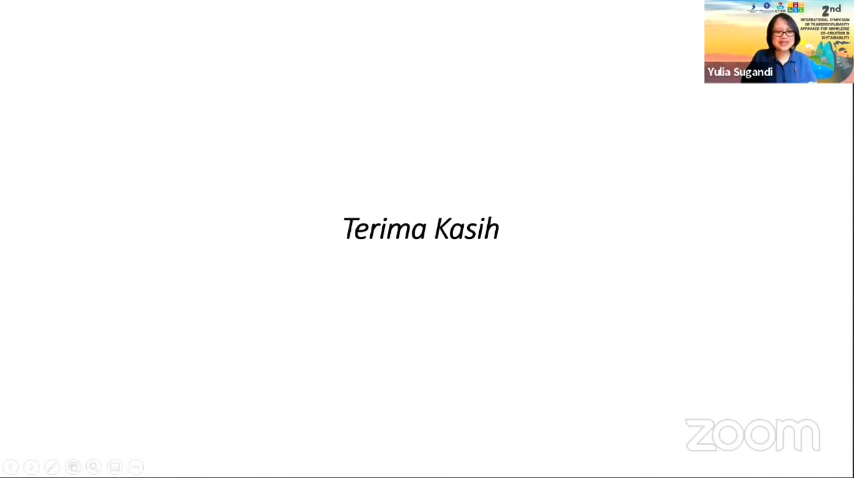 2nd
INTERNATIONAL SYMPOSIUM
ON TRANSDISCIPLINARITY
APPROACH FOR KNOWLEDGE
CO-CREATION IN
SUSTAINABILITY
Yulia Sugandi
Terima Kasih
zoom